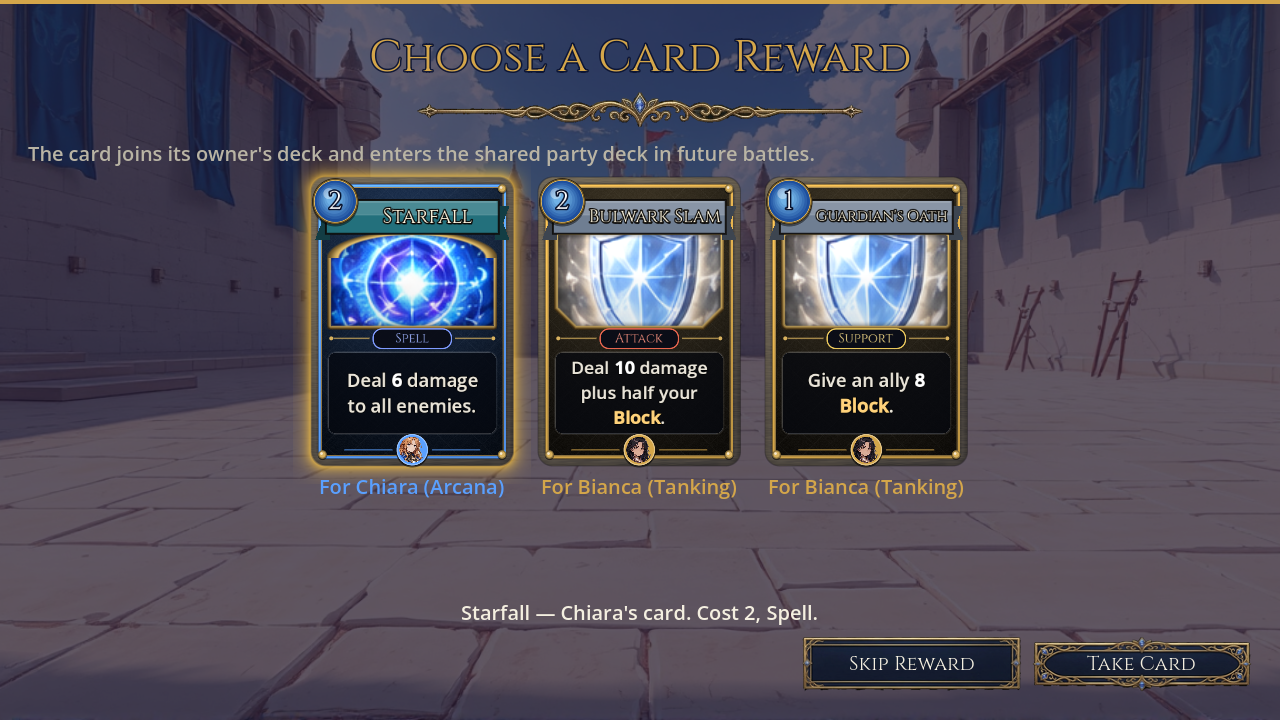 Choose a Card Reward
The card joins its owner's deck and enters the shared party deck in future battles.
2
Starfall
Spell
Deal 6 damage
to all enemies.
For Chiara (Arcana)
2
Bulwark Slam
Attack
Deal 10 damage
plus half your
Block.
For Bianca (Tanking)
1
Guardian's Oath
Support
Give an ally 8
Block.
For Bianca (Tanking)
Starfall — Chiara's card. Cost 2, Spell.
Skip Reward
Take Card